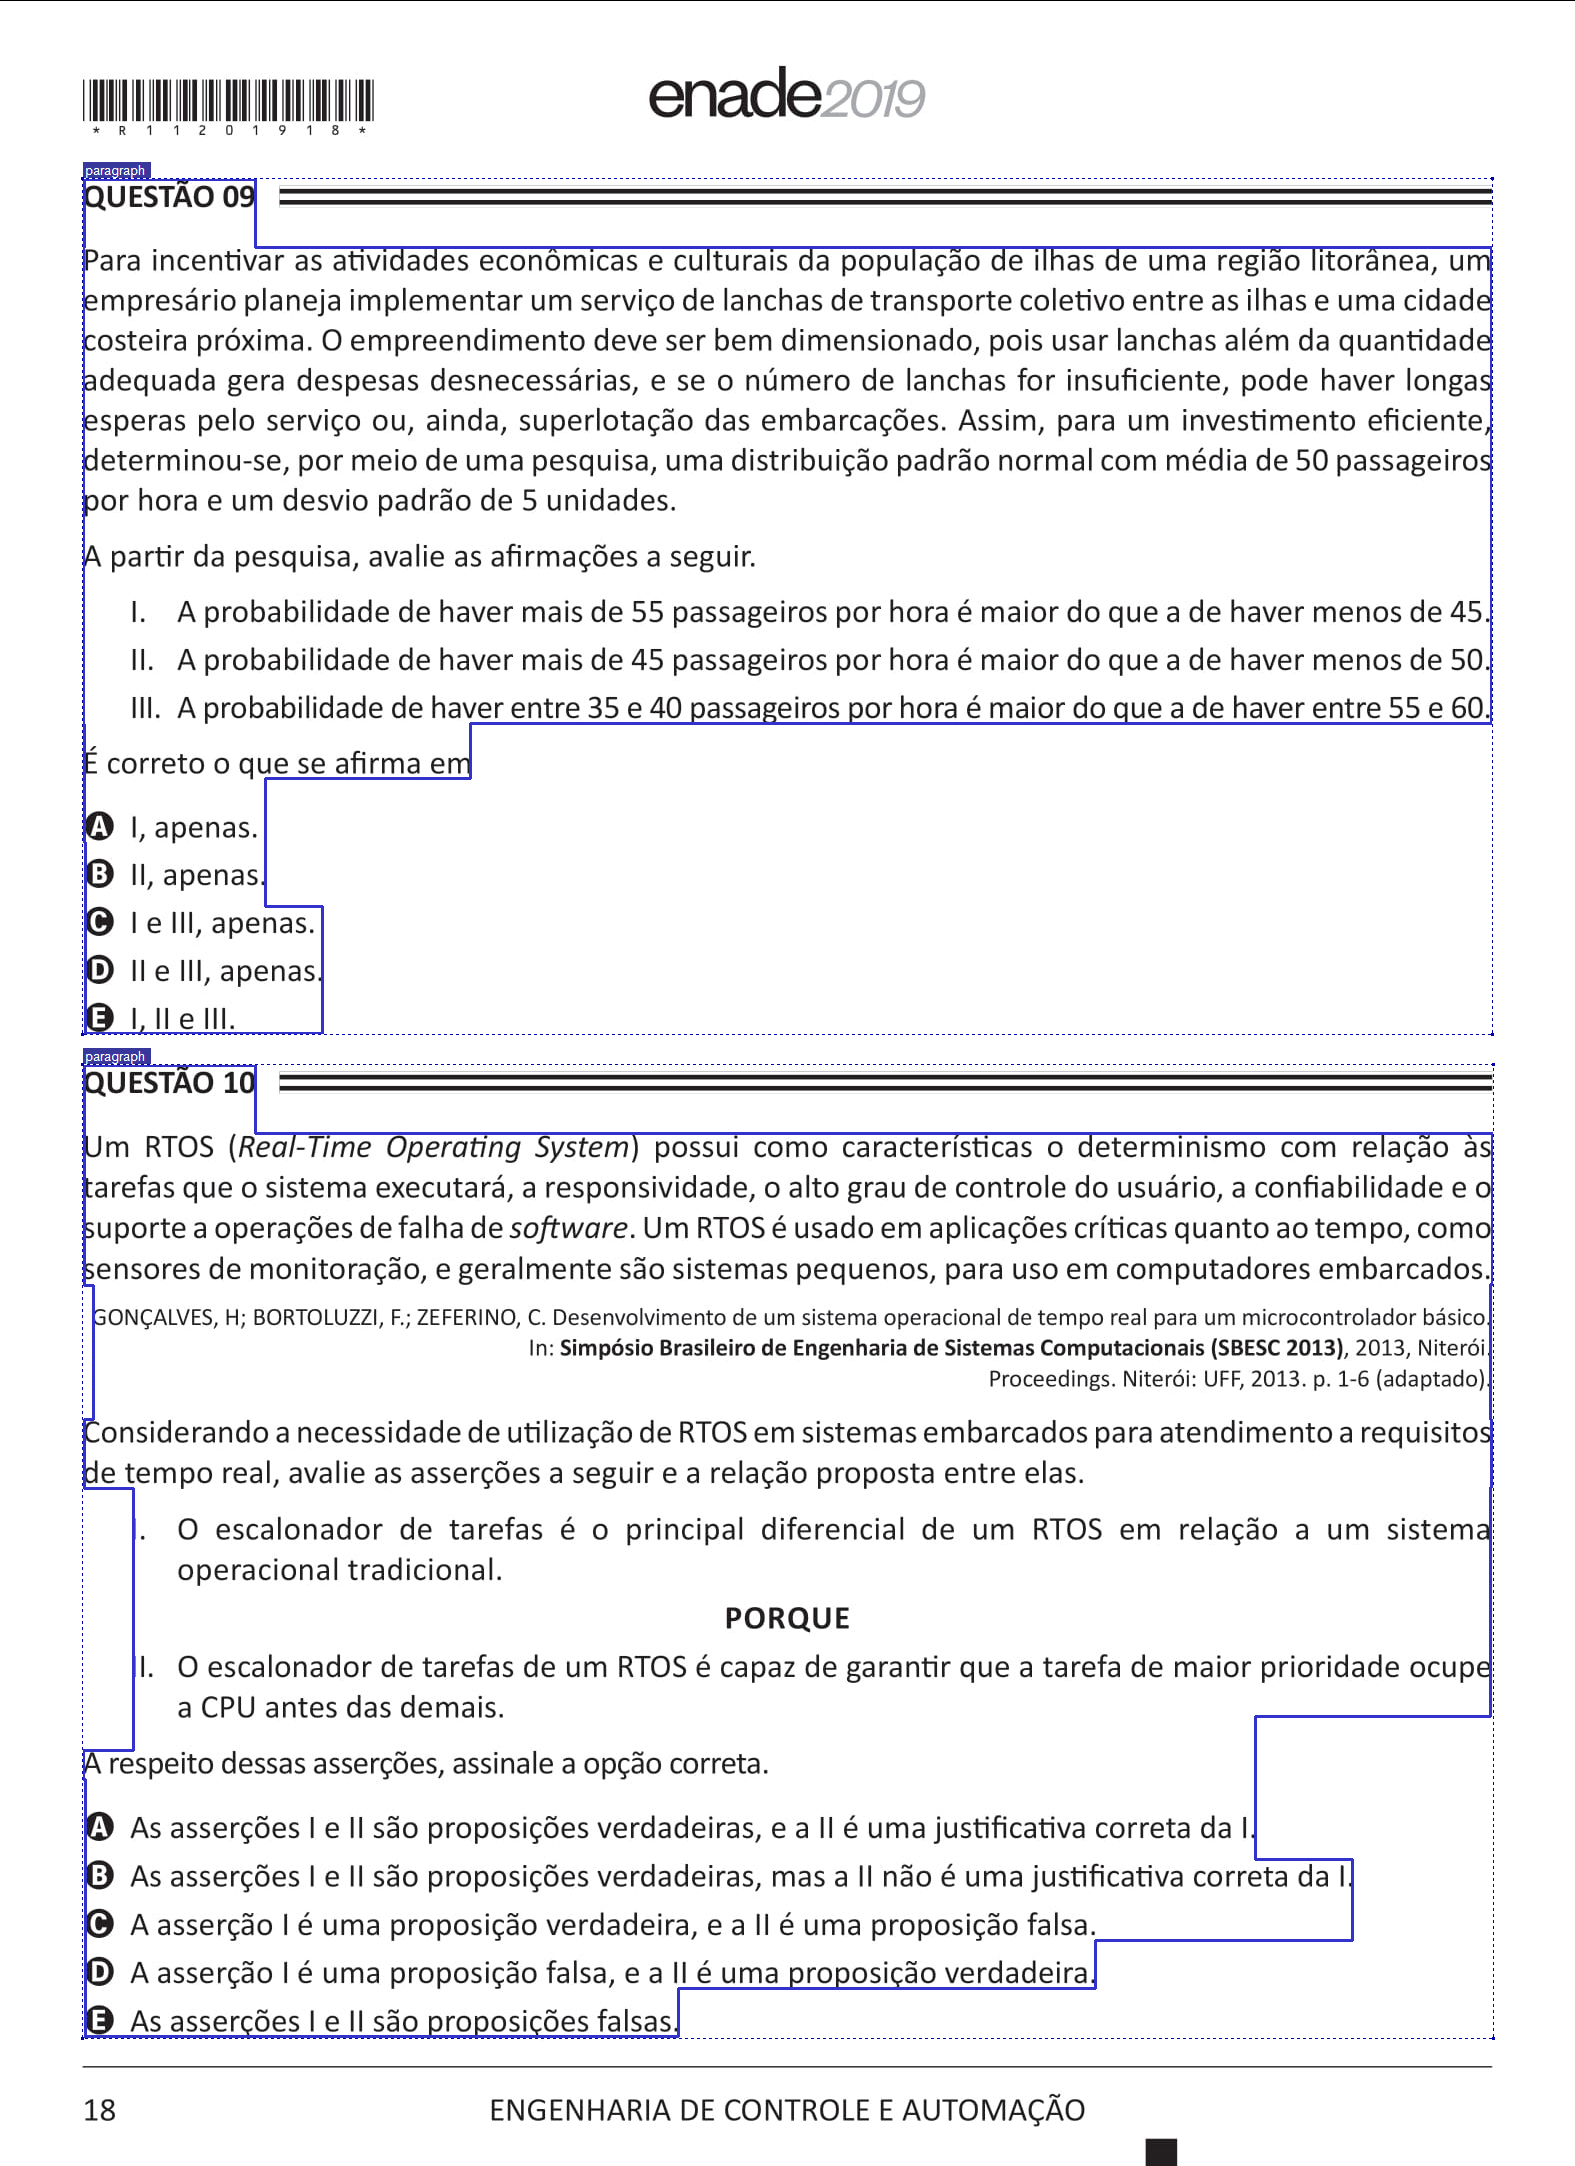 *R11201918*
enade2019
paragraph
QUESTÃO 09
Para incentivar as atividades econômicas e culturais da população de ilhas de uma região litorânea, um
empresário planeja implementar um serviço de lanchas de transporte coletivo entre as ilhas e uma cidade
costeira próxima. O empreendimento deve ser bem dimensionado, pois usar lanchas além da quantidade
adequada gera despesas desnecessárias, e se o número de lanchas for insuficiente, pode haver longas
esperas pelo serviço ou, ainda, superlotação das embarcações. Assim, para um investimento eficiente,
determinou-se, por meio de uma pesquisa, uma distribuição padrão normal com média de 50 passageiros
por hora e um desvio padrão de 5 unidades.
A partir da pesquisa, avalie as afirmações a seguir.
I. A probabilidade de haver mais de 55 passageiros por hora é maior do que a de haver menos de 45.
II. A probabilidade de haver mais de 45 passageiros por hora é maior do que a de haver menos de 50.
III. A probabilidade de haver entre 35 e 40 passageiros por hora é maior do que a de haver entre 55 e 60.
É correto o que se afirma em
A I, apenas.
B II, apenas.
C I e III, apenas.
D II e III, apenas.
E I, II e III.
paragraph
QUESTÃO 10
Um RTOS (Real-Time Operating System) possui como características o determinismo com relação às
tarefas que o sistema executará, a responsividade, o alto grau de controle do usuário, a confiabilidade e o
suporte a operações de falha de software. Um RTOS é usado em aplicações críticas quanto ao tempo, como
sensores de monitoração, e geralmente são sistemas pequenos, para uso em computadores embarcados.
GONÇALVES, H; BORTOLUZZI, F.; ZEFERINO, C. Desenvolvimento de um sistema operacional de tempo real para um microcontrolador básico.
In: Simpósio Brasileiro de Engenharia de Sistemas Computacionais (SBESC 2013), 2013, Niterói.
Proceedings. Niterói: UFF, 2013. p. 1-6 (adaptado).
Considerando a necessidade de utilização de RTOS em sistemas embarcados para atendimento a requisitos
de tempo real, avalie as asserções a seguir e a relação proposta entre elas.
I. O escalonador de tarefas é o principal diferencial de um RTOS em relação a um sistema
operacional tradicional.
PORQUE
II. O escalonador de tarefas de um RTOS é capaz de garantir que a tarefa de maior prioridade ocupe
a CPU antes das demais.
A respeito dessas asserções, assinale a opção correta.
A As asserções I e II são proposições verdadeiras, e a II é uma justificativa correta da I.
B As asserções I e II são proposições verdadeiras, mas a II não é uma justificativa correta da I.
C A asserção I é uma proposição verdadeira, e a II é uma proposição falsa.
D A asserção I é uma proposição falsa, e a II é uma proposição verdadeira.
E As asserções I e II são proposições falsas.
18 ENGENHARIA DE CONTROLE E AUTOMAÇÃO